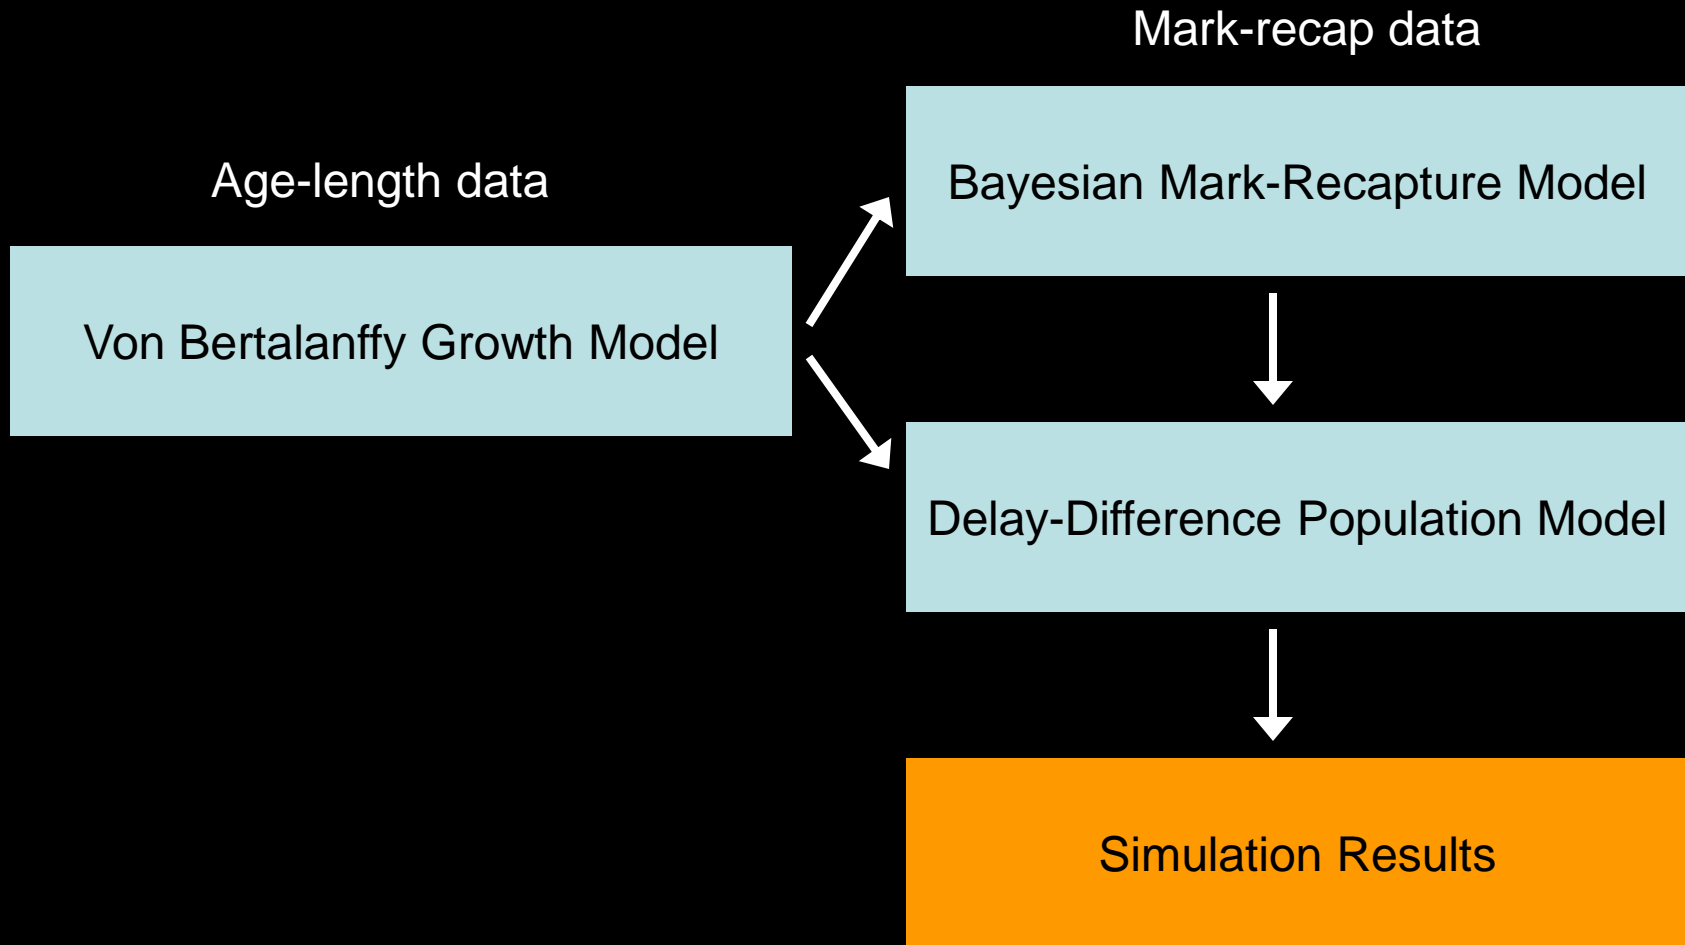 Mark-recap data
Age-length data
Bayesian Mark-Recapture Model
Von Bertalanffy Growth Model
Delay-Difference Population Model
Simulation Results